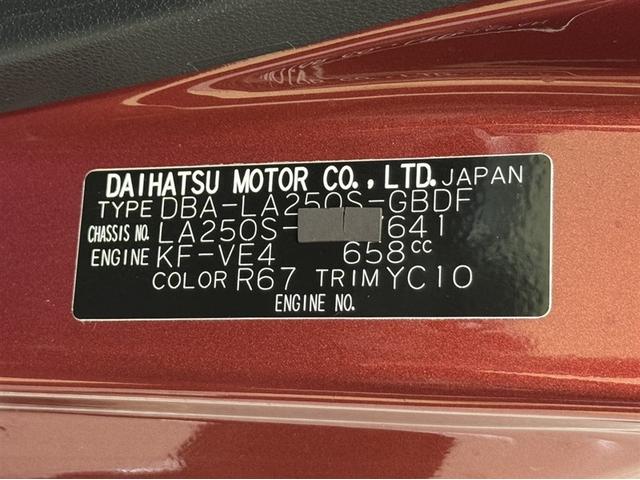 DAIHATSU MOTOR CO., LTD. JAPAN
TYPE DBA-LA250S-GBDF
CHASSIS NO. LA250S- 641
ENGINE KF-VE4 658cc
COLOR R67 TRIM YC10
ENGINE NO.